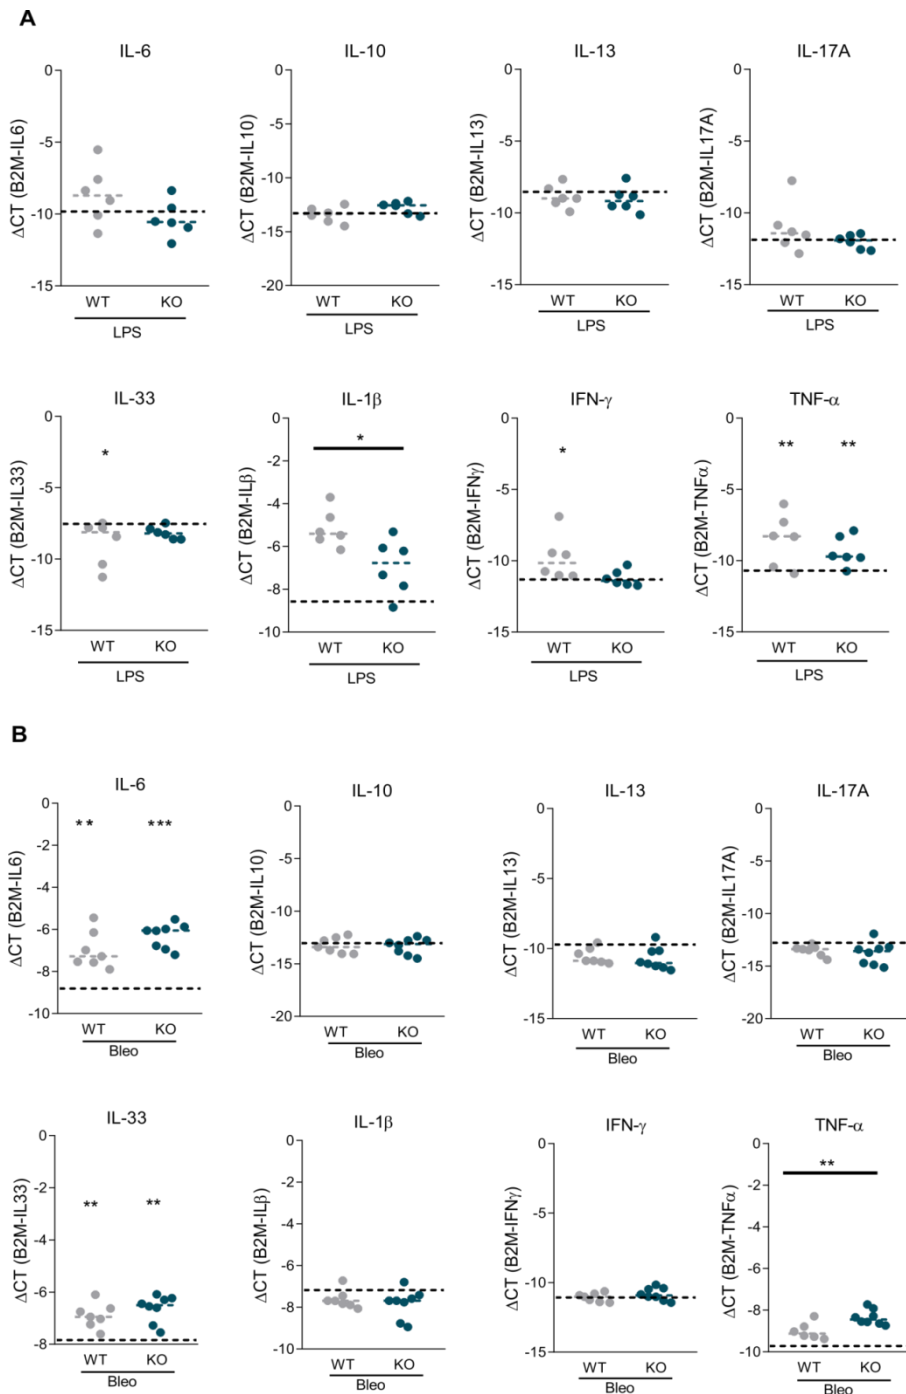 A
IL-6
IL-10
IL-13
IL-17A
ΔCT (B2M-IL6)
0
-5
-10
-15
WT
KO
LPS
ΔCT (B2M-IL10)
0
-5
-10
-15
-20
WT
KO
LPS
ΔCT (B2M-IL13)
0
-5
-10
-15
WT
KO
LPS
ΔCT (B2M-IL17A)
0
-5
-10
-15
WT
KO
LPS
IL-33
IL-1β
IFN-γ
TNF-α
ΔCT (B2M-IL33)
0
-5
-10
-15
*
WT
KO
LPS
ΔCT (B2M-ILβ)
0
-2
-4
-6
-8
-10
*
WT
KO
LPS
ΔCT (B2M-IFNγ)
0
-5
-10
-15
*
WT
KO
LPS
ΔCT (B2M-TNFα)
0
-5
-10
-15
** **
WT
KO
LPS
B
IL-6
IL-10
IL-13
IL-17A
ΔCT (B2M-IL6)
0
-2
-4
-6
-8
-10
** ***
WT
KO
Bleo
ΔCT (B2M-IL10)
0
-5
-10
-15
-20
WT
KO
Bleo
ΔCT (B2M-IL13)
0
-5
-10
-15
WT
KO
Bleo
ΔCT (B2M-IL17A)
0
-5
-10
-15
-20
WT
KO
Bleo
IL-33
IL-1β
IFN-γ
TNF-α
ΔCT (B2M-IL33)
0
-2
-4
-6
-8
** **
WT
KO
Bleo
ΔCT (B2M-ILβ)
0
-2
-4
-6
-8
-10
WT
KO
Bleo
ΔCT (B2M-IFNγ)
0
-5
-10
-15
WT
KO
Bleo
ΔCT (B2M-TNFα)
0
-2
-4
-6
-8
-10
**
WT
KO
Bleo